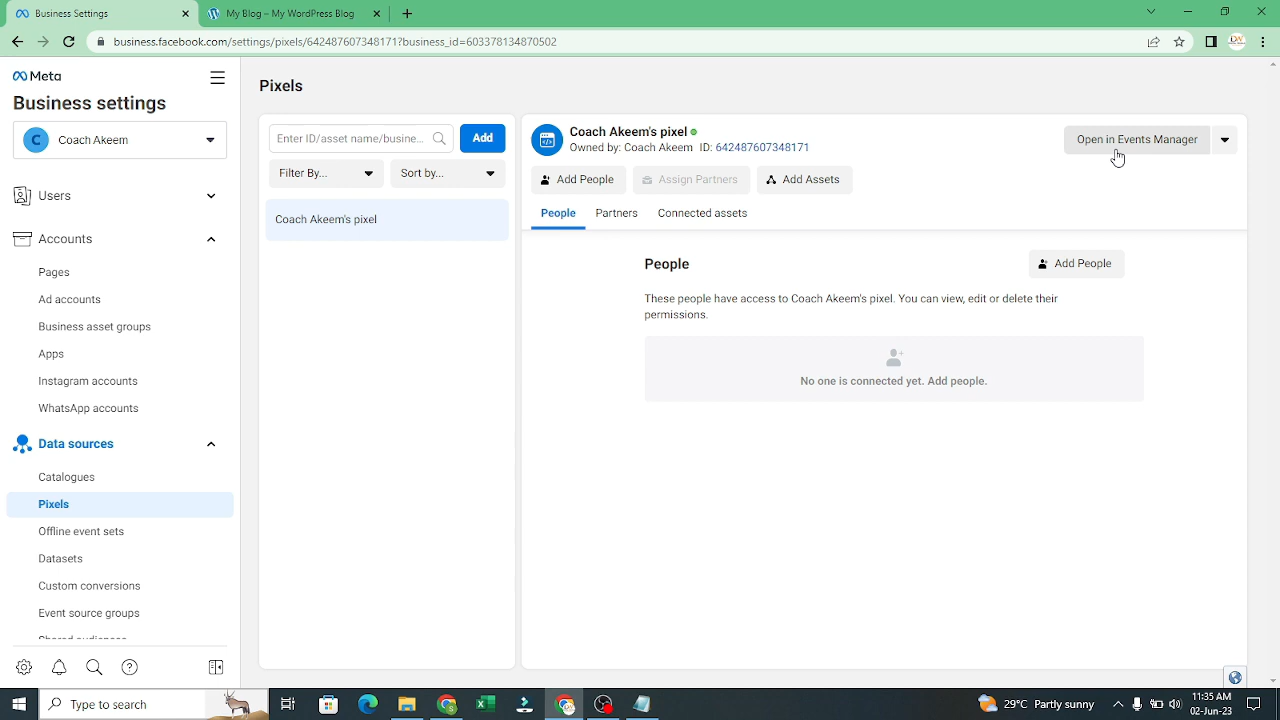 Business Settings
My Blog – My WordPress Blog
business.facebook.com/settings/pixels/642487607348171?business_id=603378134870502
Meta
Business settings
C Coach Akeem
Users
Accounts
Pages
Ad accounts
Business asset groups
Apps
Instagram accounts
WhatsApp accounts
Data sources
Catalogues
Pixels
Offline event sets
Datasets
Custom conversions
Event source groups
Shared audiences
Pixels
Enter ID/asset name/busine...
Add
Filter By...
Sort by...
Coach Akeem's pixel
Coach Akeem's pixel
Owned by: Coach Akeem ID: 642487607348171
Open in Events Manager
Add People
Assign Partners
Add Assets
People
Partners
Connected assets
People
Add People
These people have access to Coach Akeem's pixel. You can view, edit or delete their
permissions.
No one is connected yet. Add people.
Type to search
29°C Partly sunny
11:35 AM
02-Jun-23